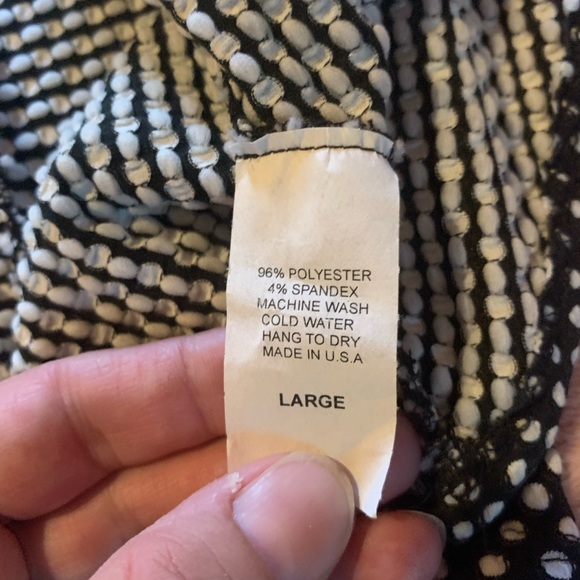 96% POLYESTER
4% SPANDEX
MACHINE WASH
COLD WATER
HANG TO DRY
MADE IN U.S.A
LARGE